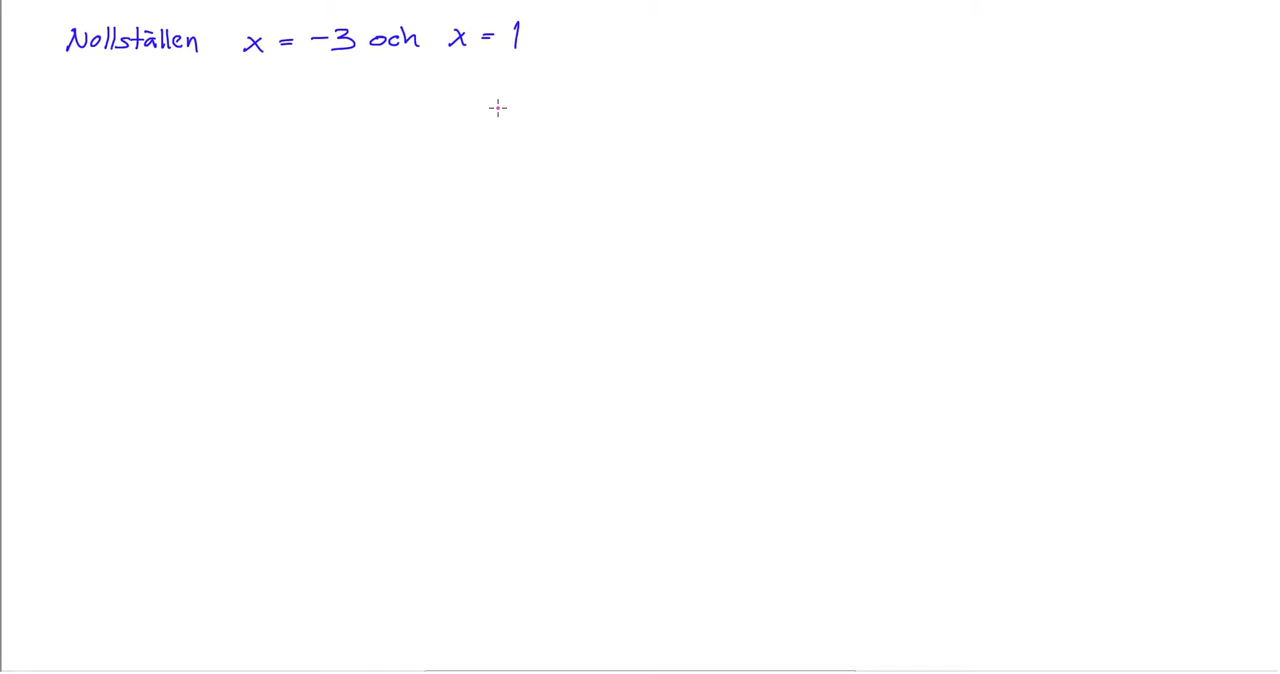 Nollställen x = -3 och x = 1